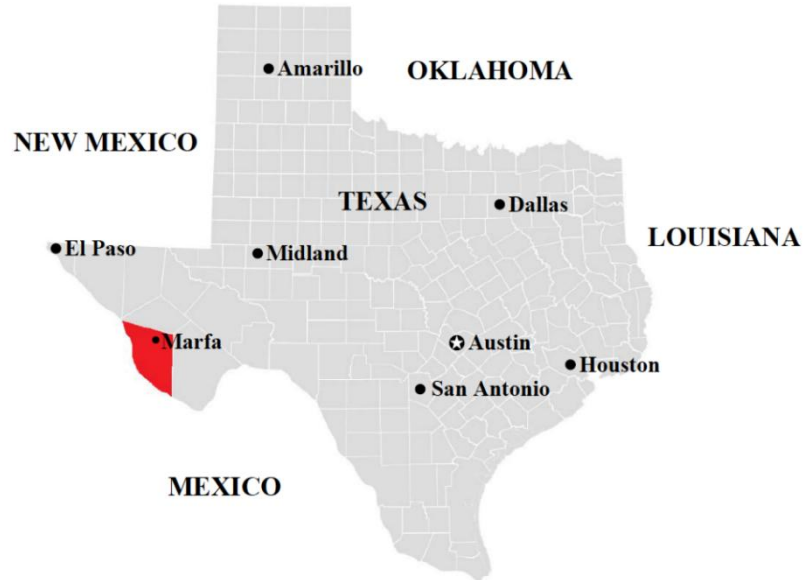 Amarillo
OKLAHOMA
NEW MEXICO
TEXAS
Dallas
LOUISIANA
El Paso
Midland
Marfa
Austin
Houston
San Antonio
MEXICO